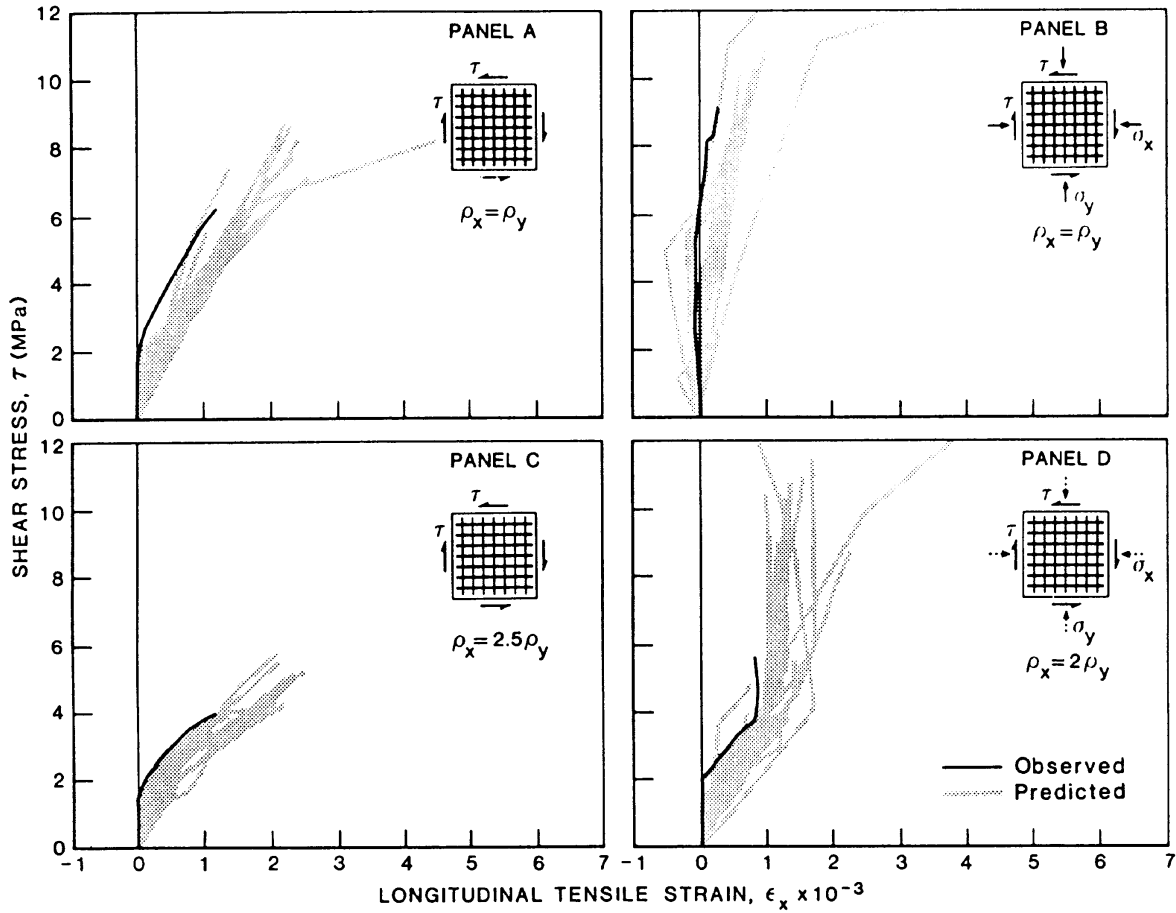 12
10
8
6
4
2
0
PANEL A
τ
τ
ρx = ρy
PANEL B
τ
τ
σx
σy
ρx = ρy
SHEAR STRESS, τ (MPa)
12
10
8
6
4
2
0
PANEL C
τ
τ
ρx = 2.5ρy
PANEL D
τ
τ
σx
σy
ρx = 2ρy
Observed
Predicted
-1 0 1 2 3 4 5 6 7
-1 0 1 2 3 4 5 6 7
LONGITUDINAL TENSILE STRAIN, ϵx x10⁻³